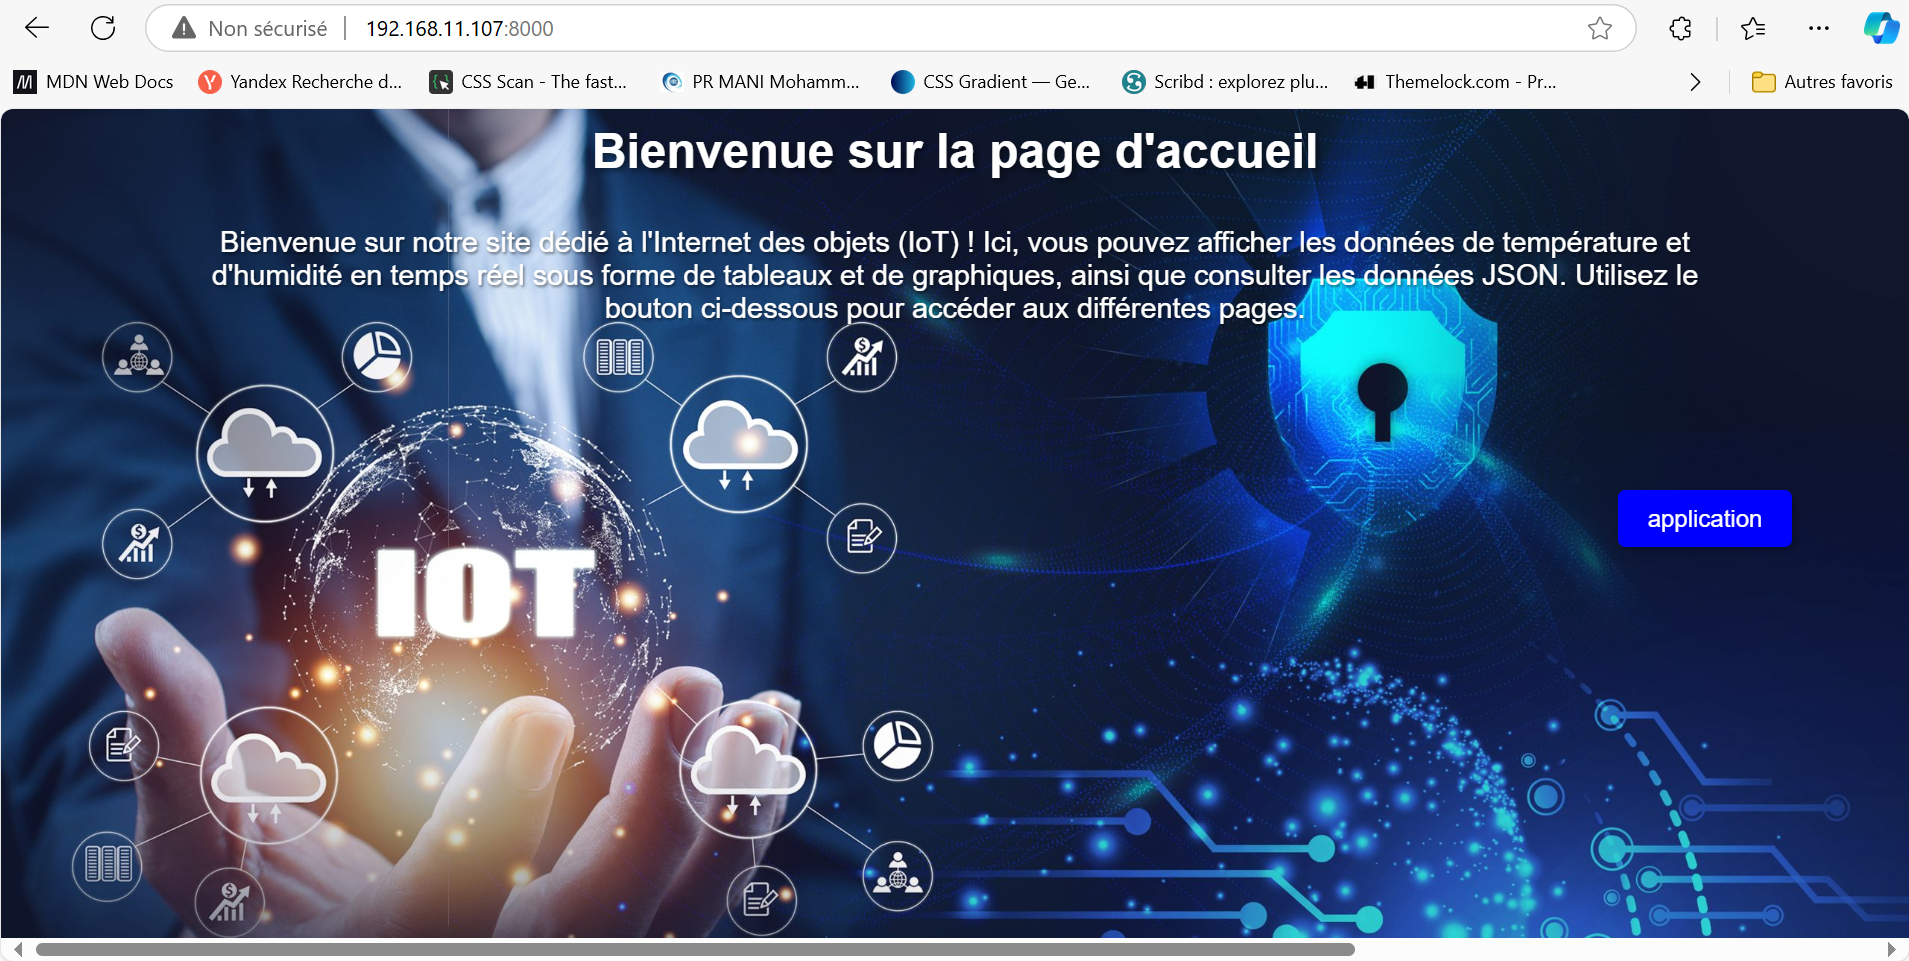 Non sécurisé
192.168.11.107:8000
MDN Web Docs
Yandex Recherche d...
CSS Scan - The fast...
PR MANI Mohamm...
CSS Gradient — Ge...
Scribd : explorez plu...
Themelock.com - Pr...
Autres favoris
Bienvenue sur la page d'accueil
Bienvenue sur notre site dédié à l'Internet des objets (IoT) ! Ici, vous pouvez afficher les données de température et
d'humidité en temps réel sous forme de tableaux et de graphiques, ainsi que consulter les données JSON. Utilisez le
bouton ci-dessous pour accéder aux différentes pages.
IOT
application